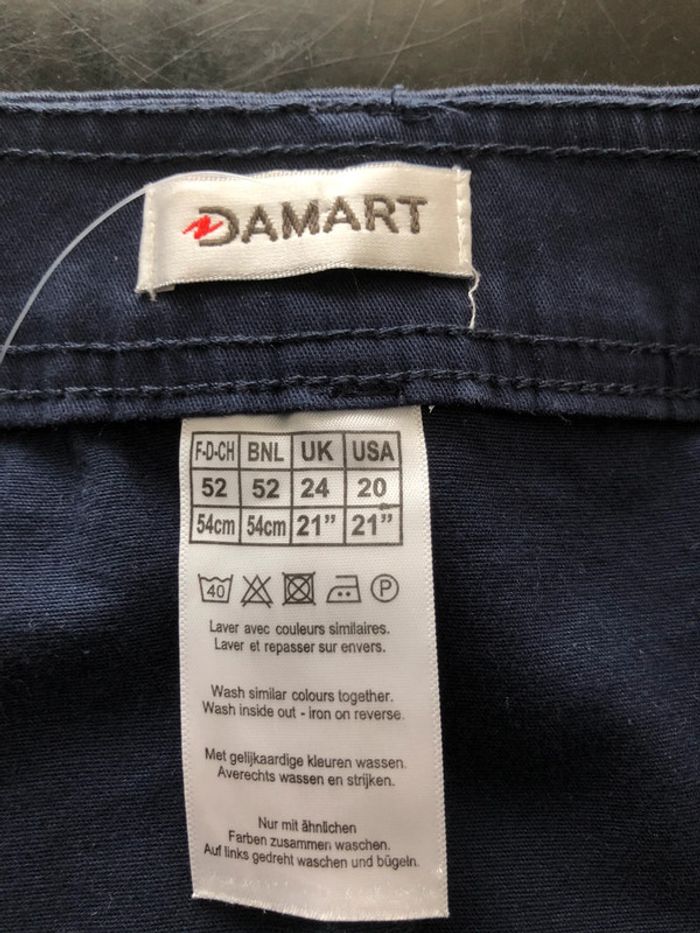 DAMART
F-D-CH BNL UK USA
52 52 24 20
54cm 54cm 21” 21”
40 P
Laver avec couleurs similaires.
Laver et repasser sur envers.
Wash similar colours together.
Wash inside out - iron on reverse.
Met gelijkaardige kleuren wassen.
Averechts wassen en strijken.
Nur mit ähnlichen
Farben zusammen waschen.
Auf links gedreht waschen und bügeln.